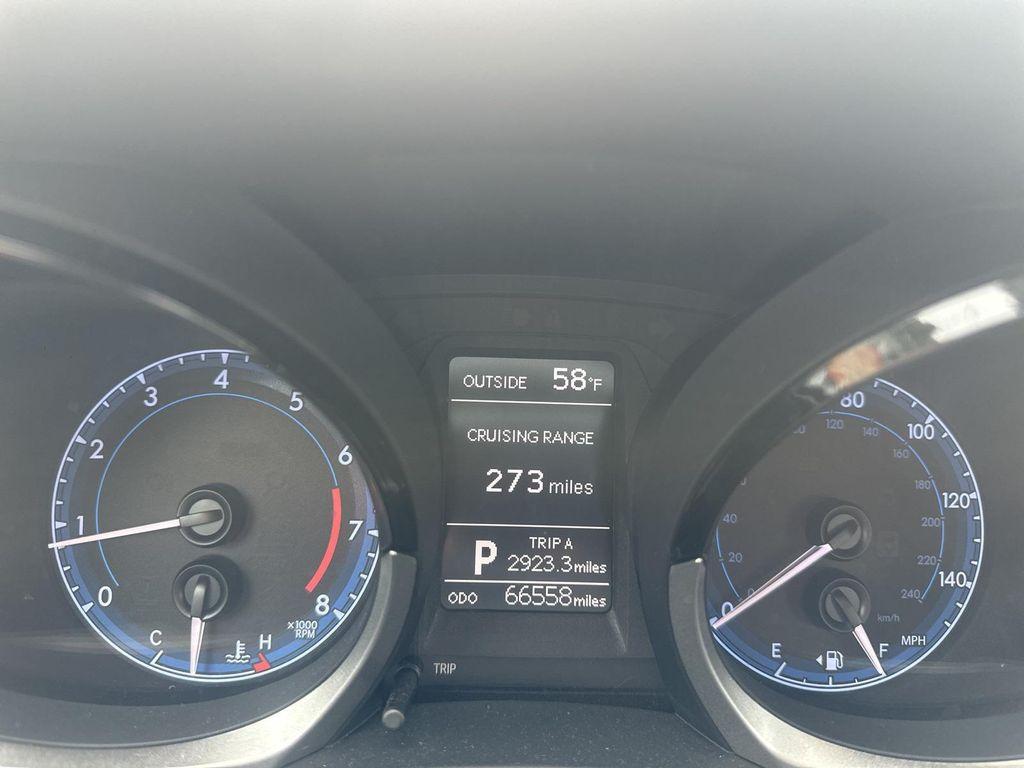 OUTSIDE 58°F
CRUISING RANGE
273 miles
P
TRIP A
2923.3 miles
ODO 66558 miles
TRIP
0
1
2
3
4
5
6
7
8
×1000
RPM
C
H
0
80
100
120
140
MPH
20
40
120
140
160
180
200
220
240
km/h
E
F